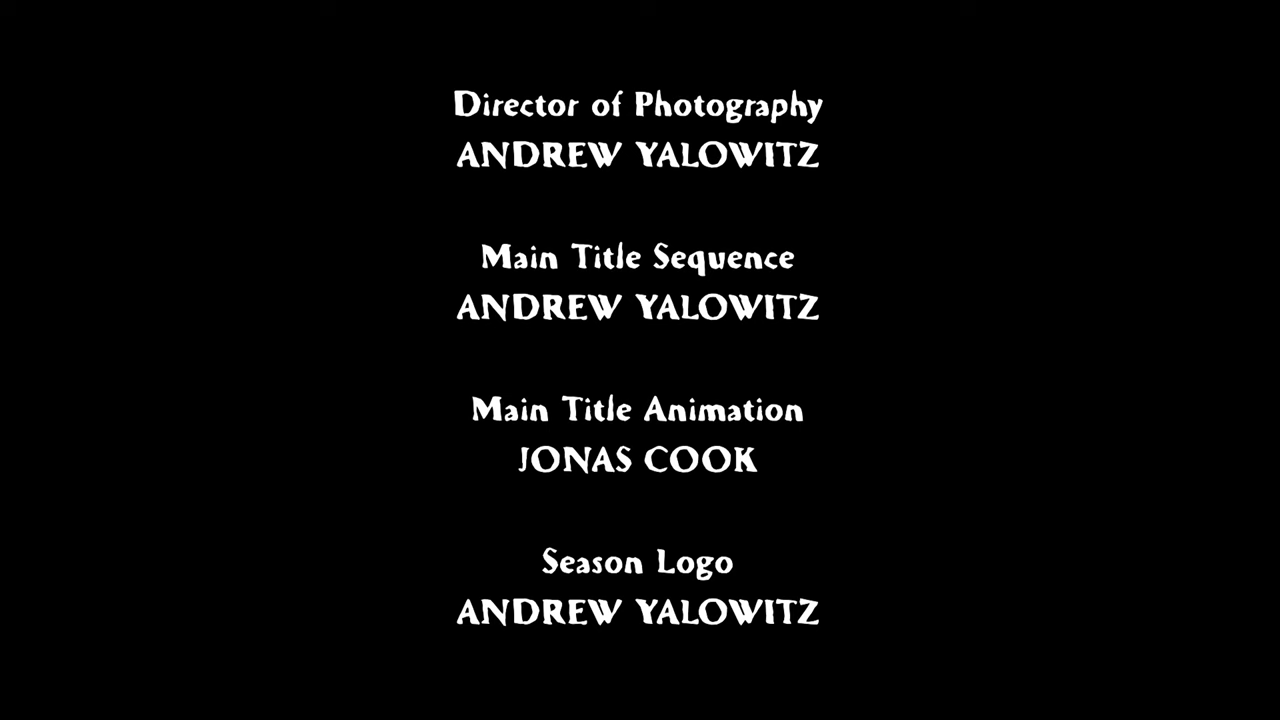 Director of Photography
ANDREW YALOWITZ
Main Title Sequence
ANDREW YALOWITZ
Main Title Animation
JONAS COOK
Season Logo
ANDREW YALOWITZ